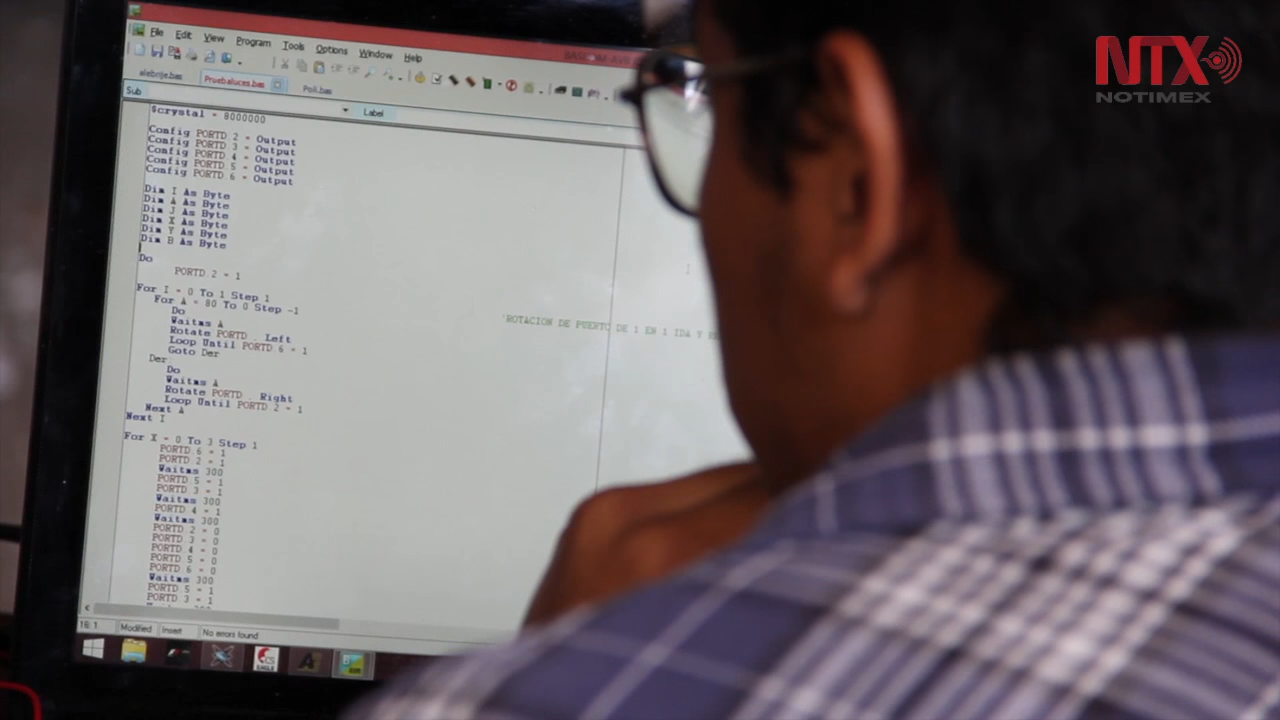 NTX
NOTIMEX
File Edit View Program Tools Options Window Help
alebrije.bas Pruebaluces.bas Poli.bas
Sub Label
$crystal = 8000000
Config PORTD.2 = Output
Config PORTD.3 = Output
Config PORTD.4 = Output
Config PORTD.5 = Output
Config PORTD.6 = Output
Dim I As Byte
Dim A As Byte
Dim J As Byte
Dim X As Byte
Dim Y As Byte
Dim B As Byte
Do
PORTD.2 = 1
For I = 0 To 1 Step 1
For A = 80 To 0 Step -1
Do
Waitms A
Rotate PORTD , Left
Loop Until PORTD.6 = 1
Goto Der
'ROTACION DE PUERTO DE 1 EN 1 IDA Y
Der:
Do
Waitms A
Rotate PORTD , Right
Loop Until PORTD.2 = 1
Next A
Next I
For X = 0 To 3 Step 1
PORTD.6 = 1
PORTD.2 = 1
Waitms 300
PORTD.5 = 1
PORTD.3 = 1
Waitms 300
PORTD.4 = 1
Waitms 300
PORTD.2 = 0
PORTD.3 = 0
PORTD.4 = 0
PORTD.5 = 0
PORTD.6 = 0
Waitms 300
PORTD.5 = 1
PORTD.3 = 1
18:1 Modified Insert No errors found